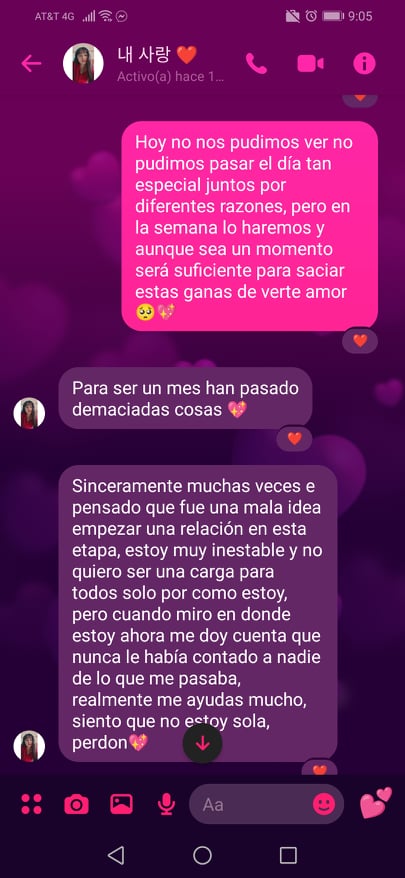 AT&T 4G 9:05
내 사랑 ❤️
Activo(a) hace 1…
Hoy no nos pudimos ver no
pudimos pasar el día tan
especial juntos por
diferentes razones, pero en
la semana lo haremos y
aunque sea un momento
será suficiente para saciar
estas ganas de verte amor
🥺💖
Para ser un mes han pasado
demaciadas cosas 💖
Sinceramente muchas veces e
pensado que fue una mala idea
empezar una relación en esta
etapa, estoy muy inestable y no
quiero ser una carga para
todos solo por como estoy,
pero cuando miro en donde
estoy ahora me doy cuenta que
nunca le había contado a nadie
de lo que me pasaba,
realmente me ayudas mucho,
siento que no estoy sola,
perdon💖
Aa